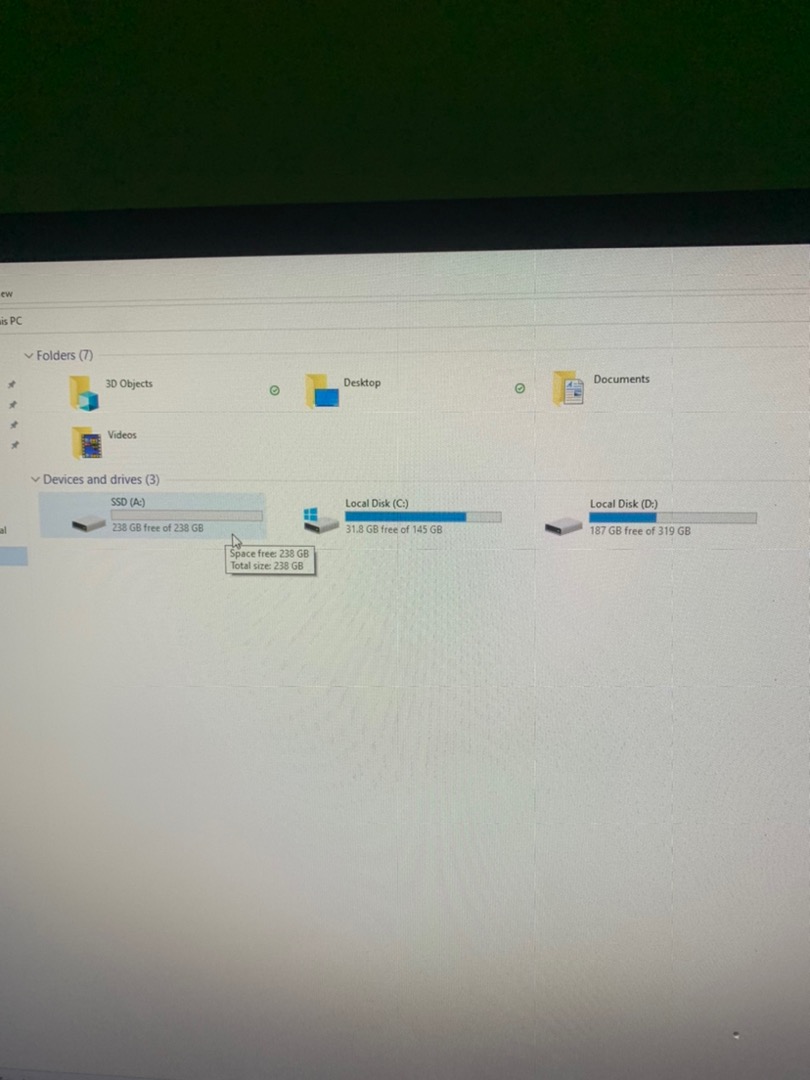 ew
is PC
Folders (7)
3D Objects
Desktop
Documents
Videos
Devices and drives (3)
SSD (A:)
238 GB free of 238 GB
Local Disk (C:)
31.8 GB free of 145 GB
Local Disk (D:)
187 GB free of 319 GB
al
Space free: 238 GB
Total size: 238 GB